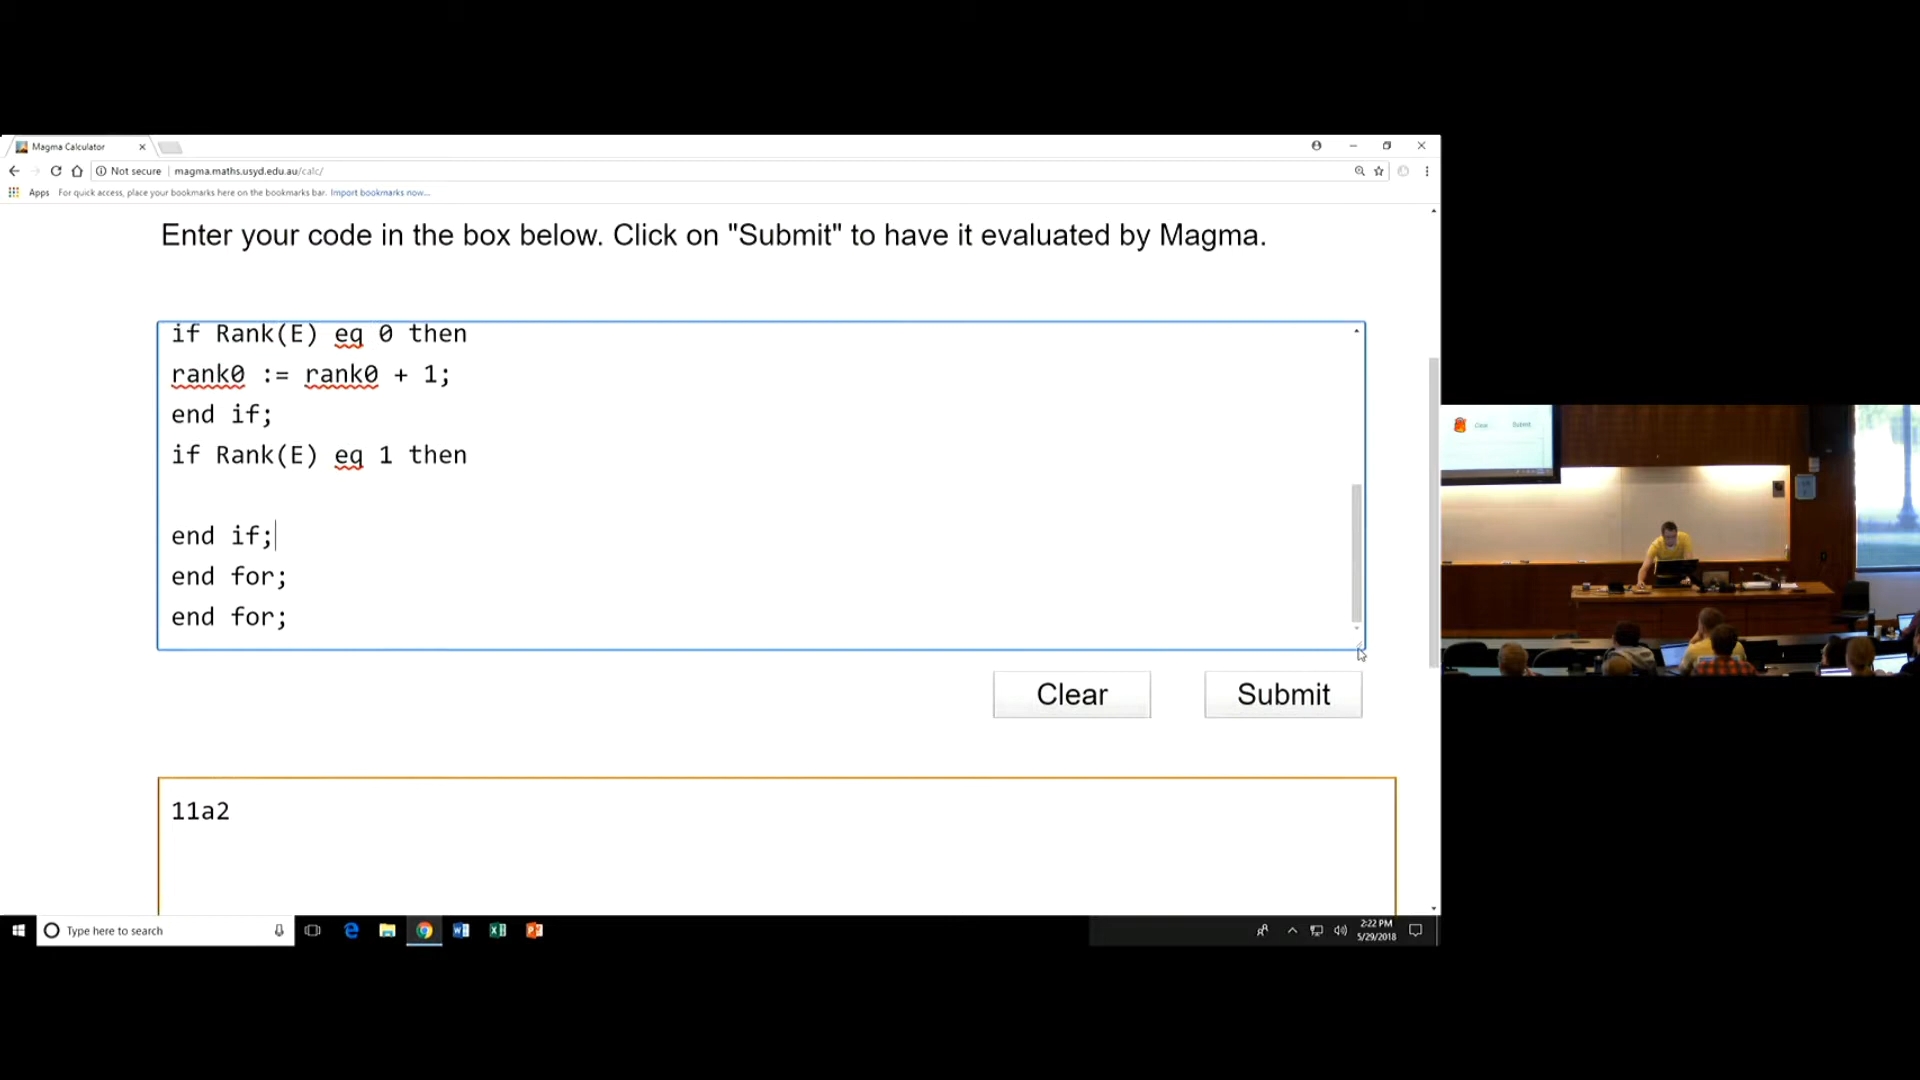 Magma Calculator
Not secure | magma.maths.usyd.edu.au/calc/
Apps For quick access, place your bookmarks here on the bookmarks bar. Import bookmarks now...
Enter your code in the box below. Click on "Submit" to have it evaluated by Magma.
if Rank(E) eq 0 then
rank0 := rank0 + 1;
end if;
if Rank(E) eq 1 then
end if;
end for;
end for;
Clear Submit
11a2
Type here to search
2:22 PM
5/29/2018
Clear Submit